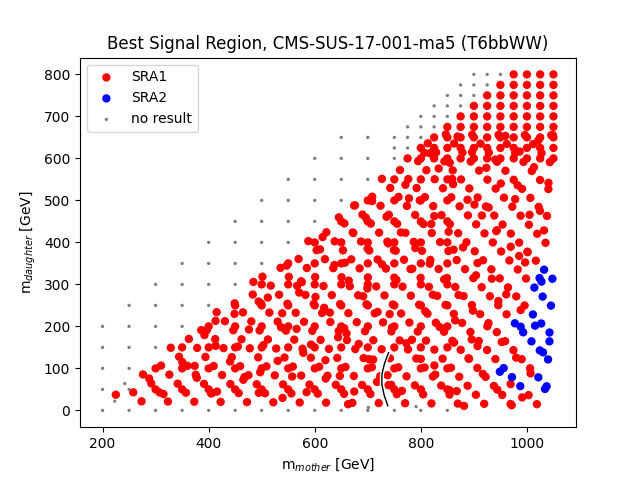 Best Signal Region, CMS-SUS-17-001-ma5 (T6bbWW)
SRA1
SRA2
no result
800
700
600
500
400
300
200
100
0
m_daughter [GeV]
200
400
600
800
1000
m_mother [GeV]